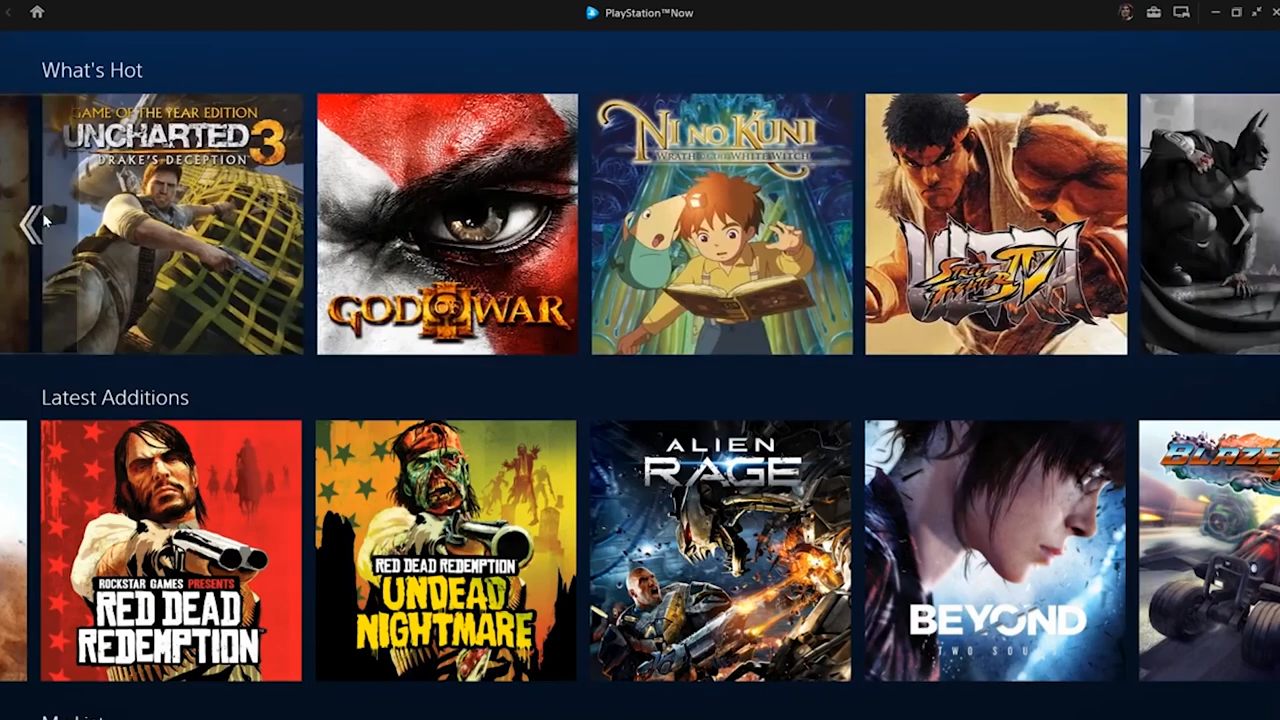 PlayStation™Now
What's Hot
GAME OF THE YEAR EDITION
UNCHARTED 3
DRAKE'S DECEPTION
GOD OF WAR
III
NI NO KUNI
WRATH OF THE WHITE WITCH
ULTRA
STREET
FIGHTER IV
Latest Additions
ROCKSTAR GAMES PRESENTS
RED DEAD
REDEMPTION
RED DEAD REDEMPTION
UNDEAD
NIGHTMARE
ALIEN
RAGE
BEYOND
TWO SOULS
BLAZE